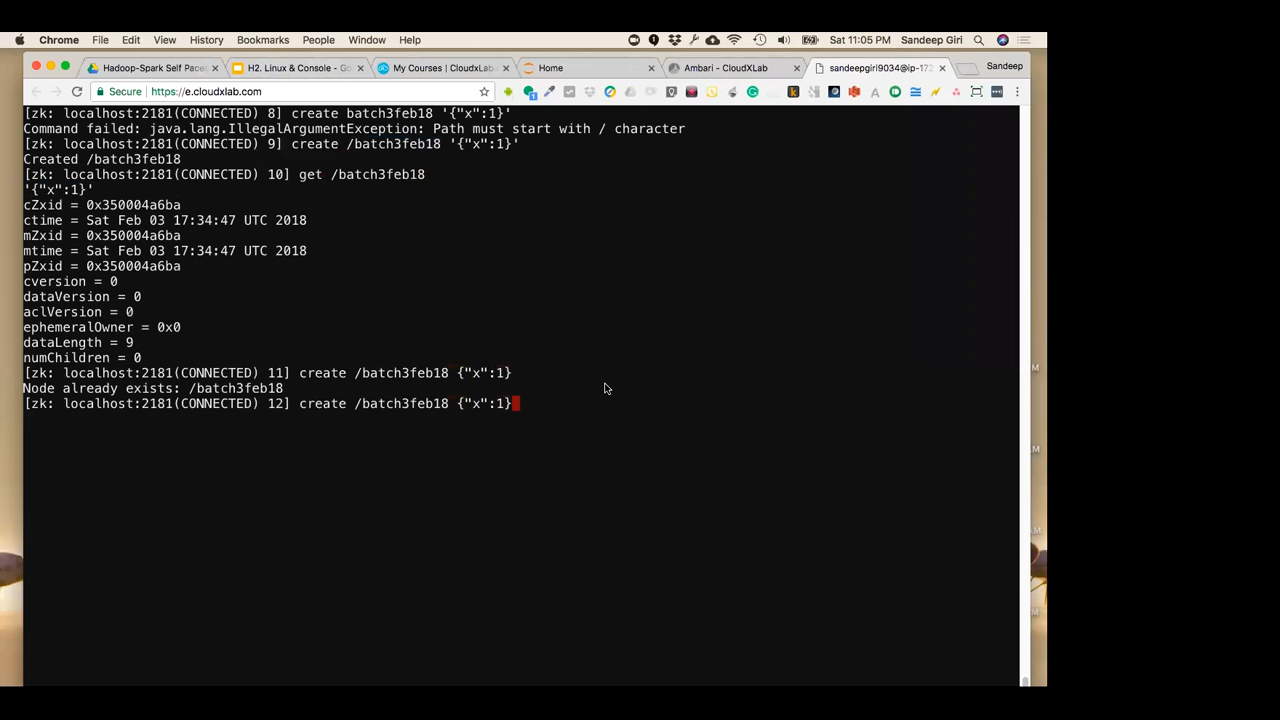 Chrome File Edit View History Bookmarks People Window Help Sat 11:05 PM Sandeep Giri
Hadoop-Spark Self Pace H2. Linux & Console - Go My Courses | CloudxLab Home Ambari - CloudXLab sandeepgiri9034@ip-172 Sandeep
Secure https://e.cloudxlab.com
[zk: localhost:2181(CONNECTED) 8] create batch3feb18 '{"x":1}'
Command failed: java.lang.IllegalArgumentException: Path must start with / character
[zk: localhost:2181(CONNECTED) 9] create /batch3feb18 '{"x":1}'
Created /batch3feb18
[zk: localhost:2181(CONNECTED) 10] get /batch3feb18
'{"x":1}'
cZxid = 0x350004a6ba
ctime = Sat Feb 03 17:34:47 UTC 2018
mZxid = 0x350004a6ba
mtime = Sat Feb 03 17:34:47 UTC 2018
pZxid = 0x350004a6ba
cversion = 0
dataVersion = 0
aclVersion = 0
ephemeralOwner = 0x0
dataLength = 9
numChildren = 0
[zk: localhost:2181(CONNECTED) 11] create /batch3feb18 {"x":1}
Node already exists: /batch3feb18
[zk: localhost:2181(CONNECTED) 12] create /batch3feb18 {"x":1}